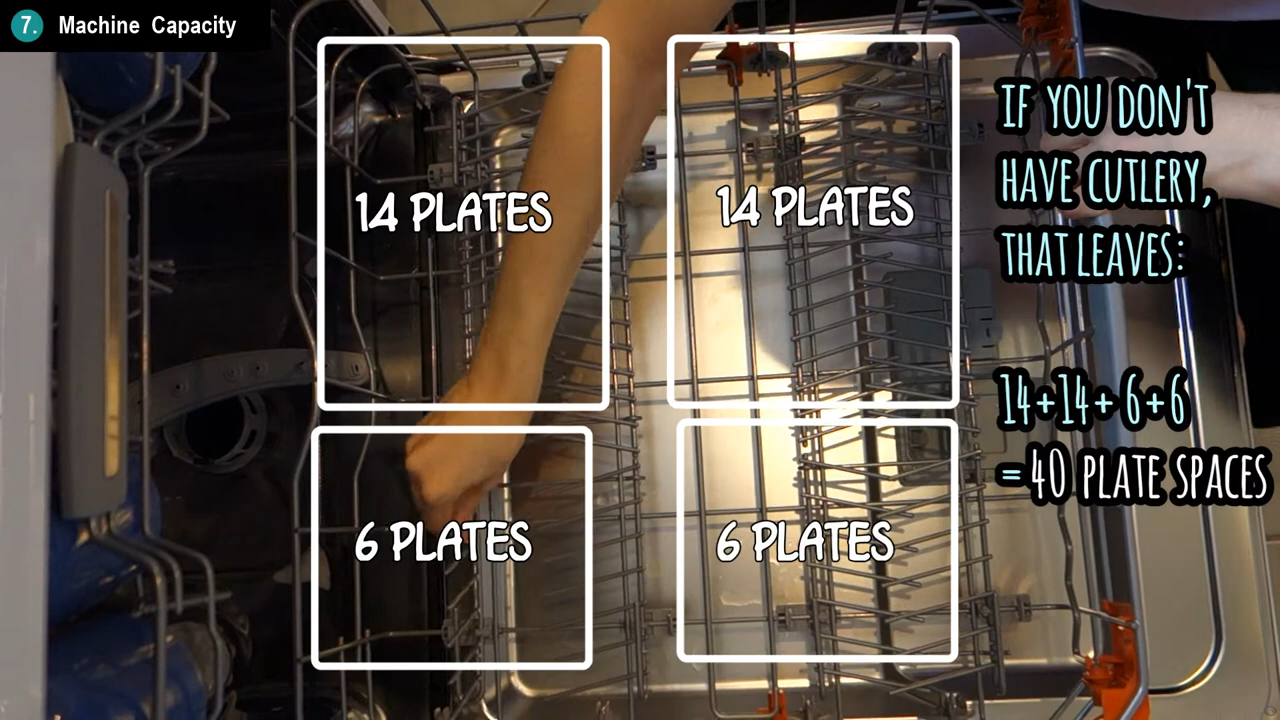 7. Machine Capacity
14 PLATES
14 PLATES
6 PLATES
6 PLATES
IF YOU DON'T
HAVE CUTLERY,
THAT LEAVES:
14+14+6+6
= 40 PLATE SPACES